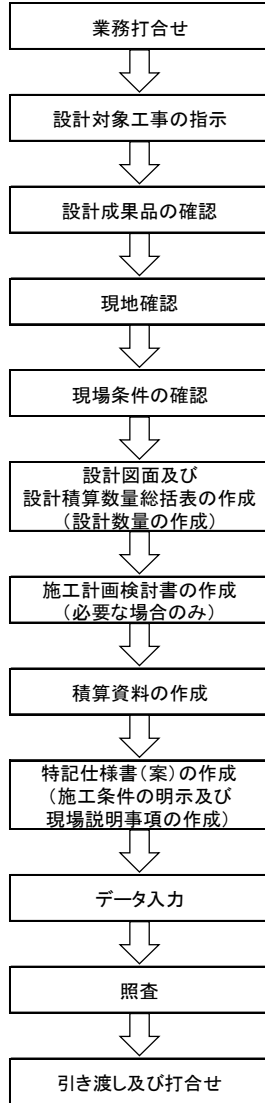 業務打合せ
設計対象工事の指示
設計成果品の確認
現地確認
現場条件の確認
設計図面及び
設計積算数量総括表の作成
（設計数量の作成）
施工計画検討書の作成
（必要な場合のみ）
積算資料の作成
特記仕様書（案）の作成
（施工条件の明示及び
現場説明事項の作成）
データ入力
照査
引き渡し及び打合せ